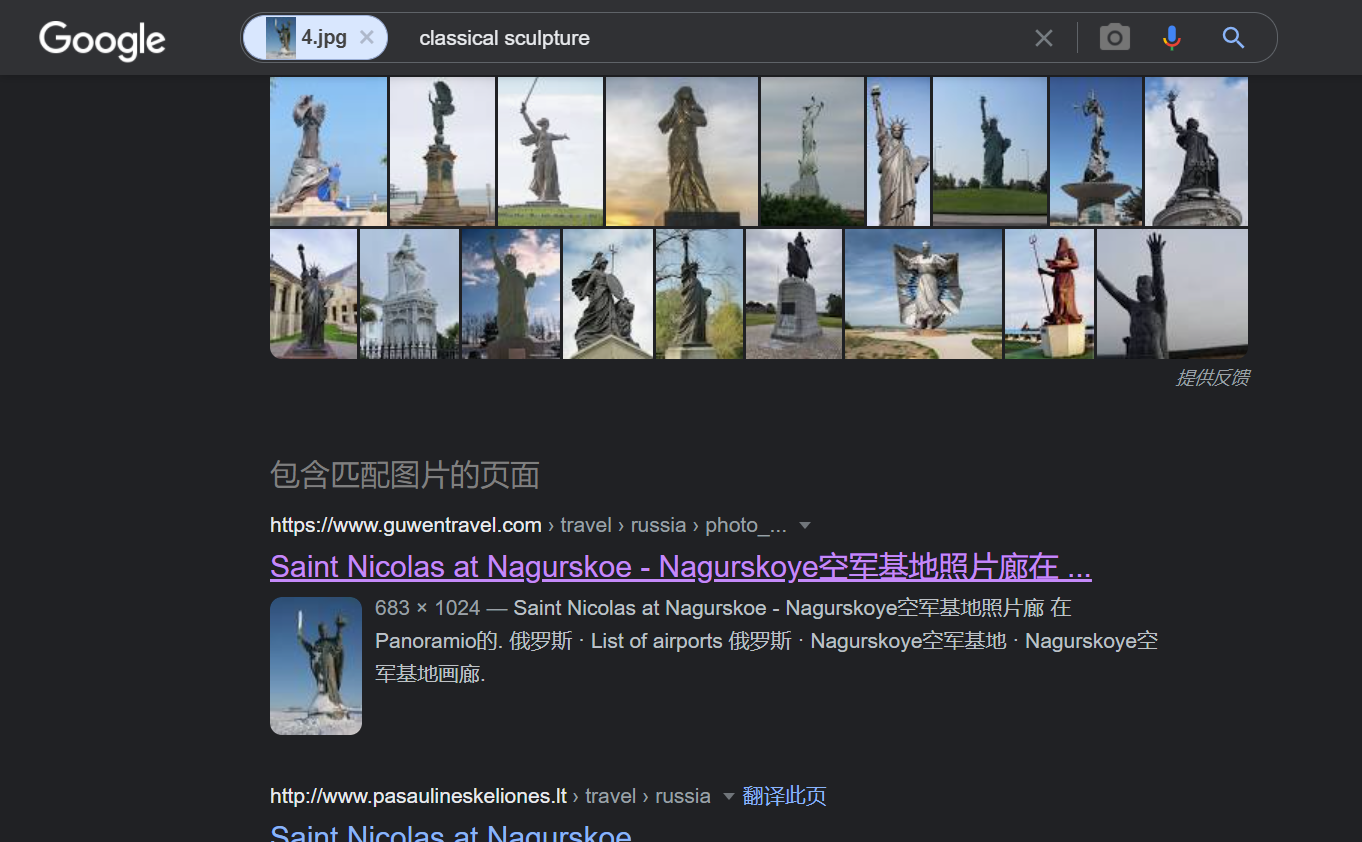 Google
4.jpg
classical sculpture
提供反馈
包含匹配图片的页面
https://www.guwentravel.com › travel › russia › photo_...
Saint Nicolas at Nagurskoe - Nagurskoye空军基地照片廊在 ...
683 × 1024 — Saint Nicolas at Nagurskoe - Nagurskoye空军基地照片廊 在
Panoramio的. 俄罗斯 · List of airports 俄罗斯 · Nagurskoye空军基地 · Nagurskoye空
军基地画廊.
http://www.pasaulineskeliones.lt › travel › russia 翻译此页
Saint Nicolas at Nagurskoe